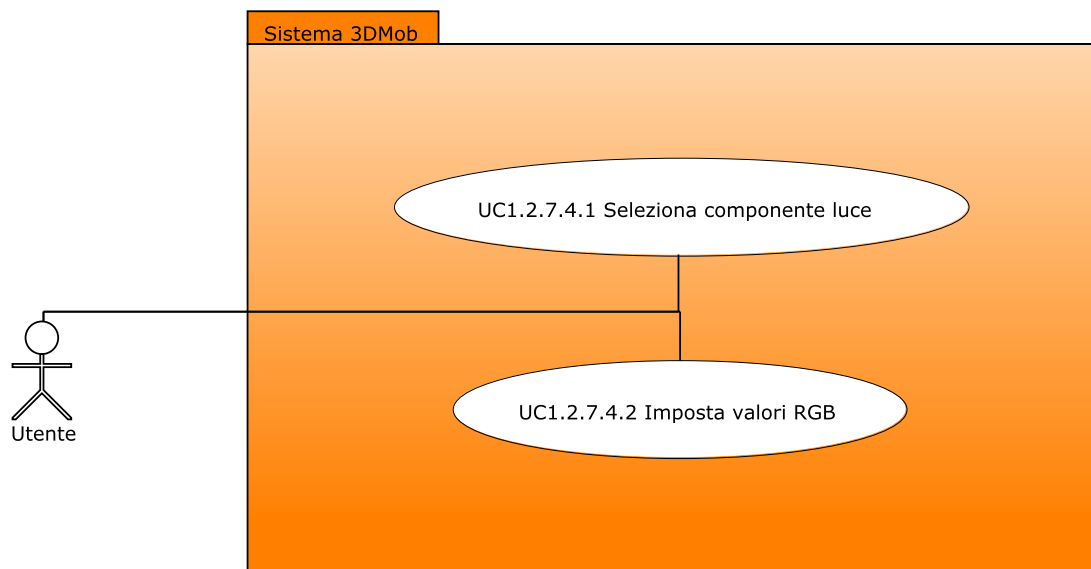 Sistema 3DMob
UC1.2.7.4.1 Seleziona componente luce
UC1.2.7.4.2 Imposta valori RGB
Utente